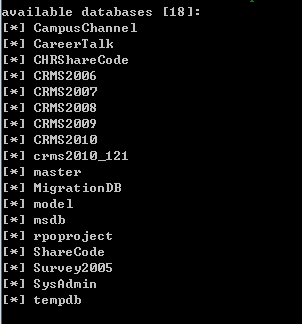 available databases [18]:
[*] CampusChannel
[*] CareerTalk
[*] CHRShareCode
[*] CRMS2006
[*] CRMS2007
[*] CRMS2008
[*] CRMS2009
[*] CRMS2010
[*] crms2010_121
[*] master
[*] MigrationDB
[*] model
[*] msdb
[*] rpoproject
[*] ShareCode
[*] Survey2005
[*] SysAdmin
[*] tempdb